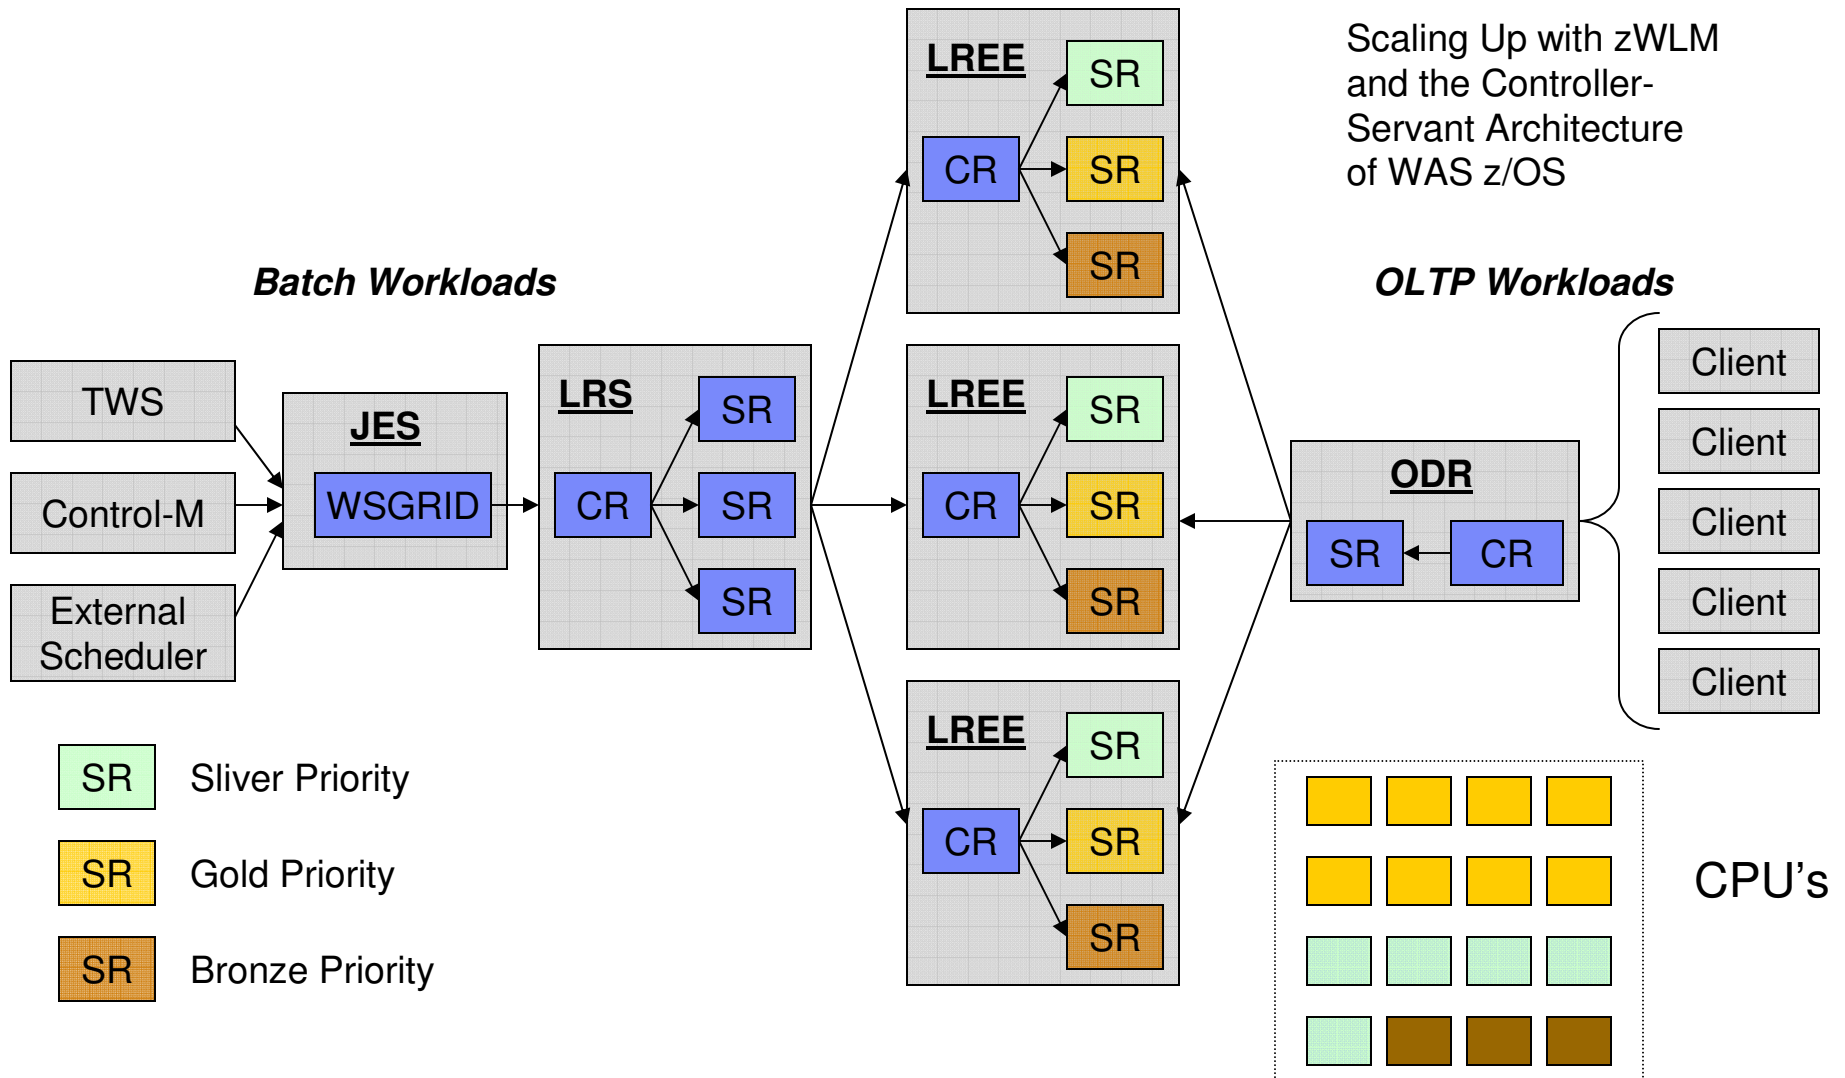 Scaling Up with zWLM
and the Controller-
Servant Architecture
of WAS z/OS
Batch Workloads
OLTP Workloads
TWS
Control-M
External
Scheduler
JES
WSGRID
LRS
CR
SR
SR
SR
LREE
CR
SR
SR
SR
LREE
CR
SR
SR
SR
LREE
CR
SR
SR
SR
ODR
SR
CR
Client
Client
Client
Client
Client
SR
Sliver Priority
SR
Gold Priority
SR
Bronze Priority
CPU's